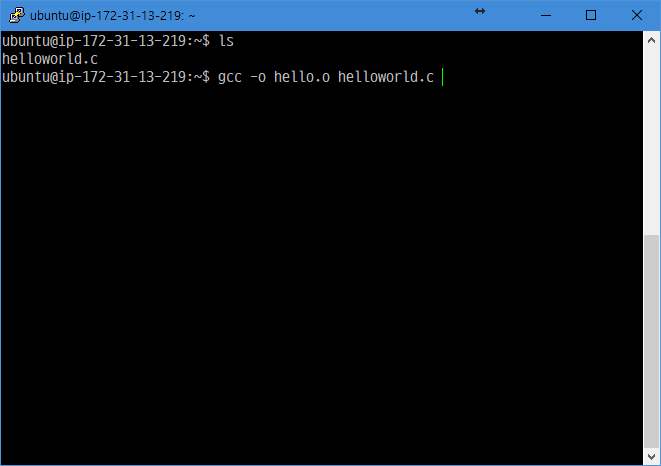 ubuntu@ip-172-31-13-219: ~
ubuntu@ip-172-31-13-219:~$ ls
helloworld.c
ubuntu@ip-172-31-13-219:~$ gcc -o hello.o helloworld.c